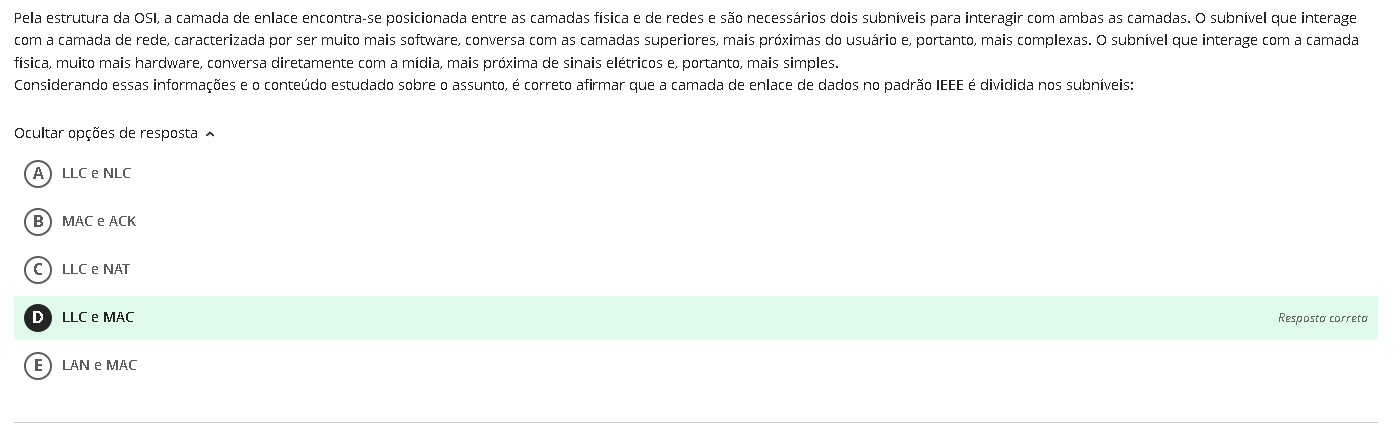 Pela estrutura da OSI, a camada de enlace encontra-se posicionada entre as camadas física e de redes e são necessários dois subníveis para interagir com ambas as camadas. O subnível que interage
com a camada de rede, caracterizada por ser muito mais software, conversa com as camadas superiores, mais próximas do usuário e, portanto, mais complexas. O subnível que interage com a camada
física, muito mais hardware, conversa diretamente com a mídia, mais próxima de sinais elétricos e, portanto, mais simples.
Considerando essas informações e o conteúdo estudado sobre o assunto, é correto afirmar que a camada de enlace de dados no padrão IEEE é dividida nos subníveis:
Ocultar opções de resposta
A LLC e NLC
B MAC e ACK
C LLC e NAT
D LLC e MAC Resposta correta
E LAN e MAC